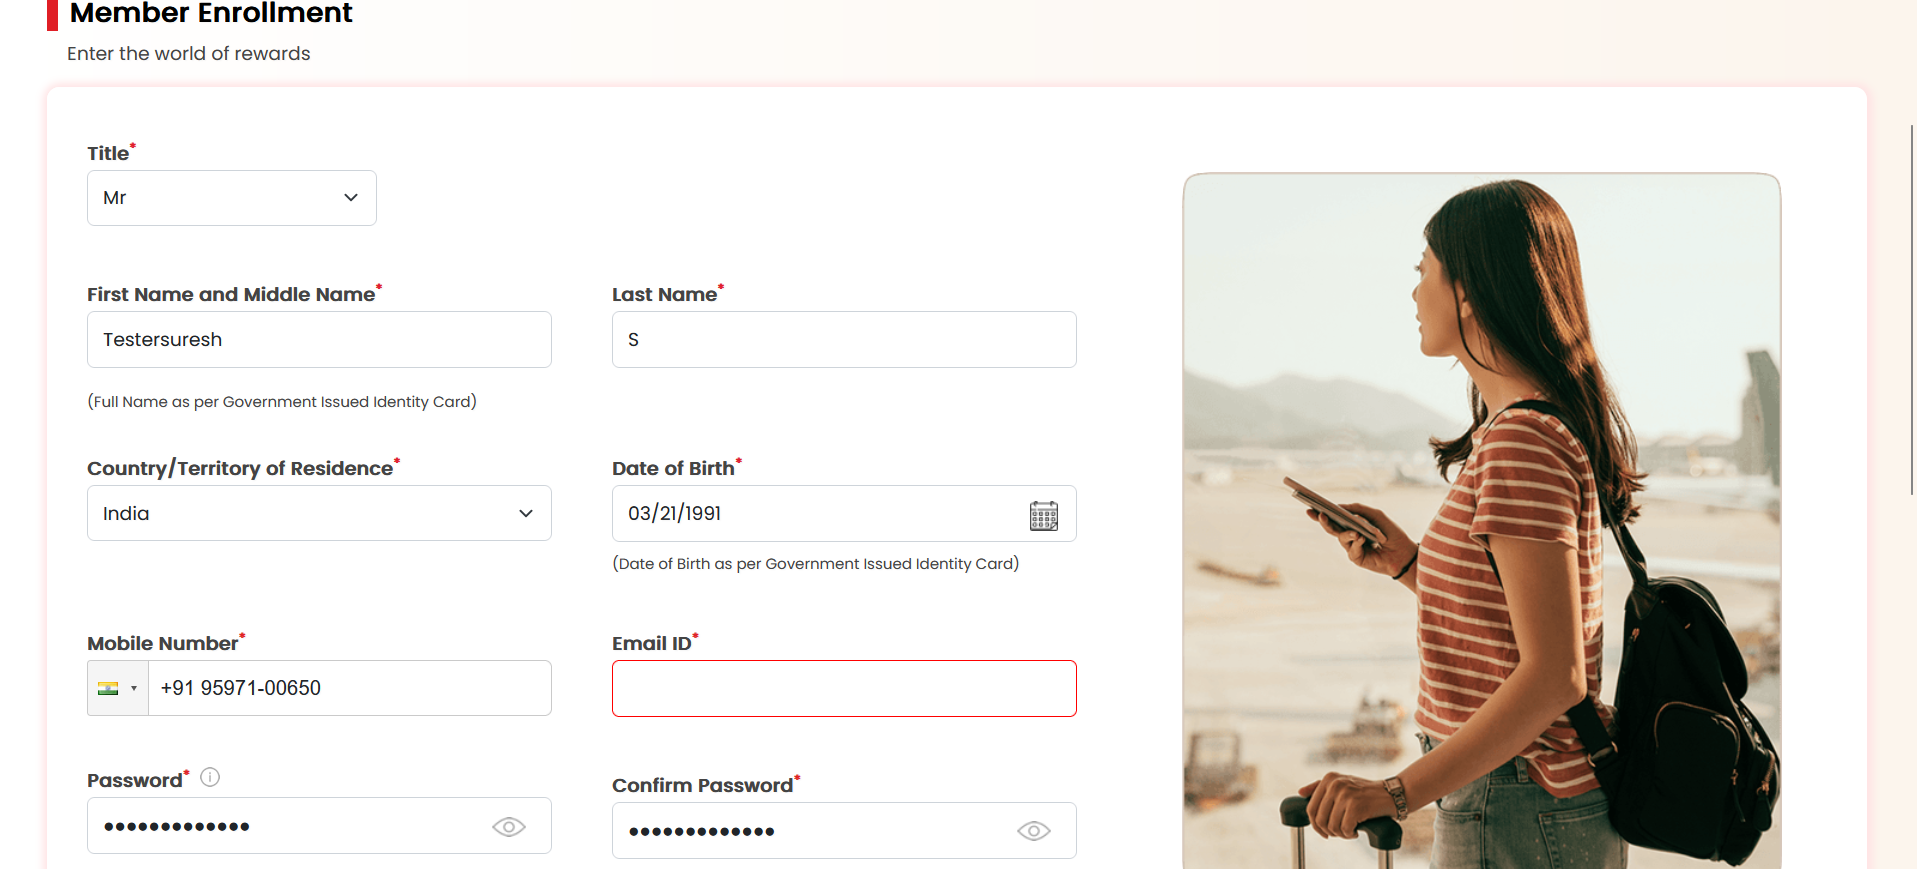 Member Enrollment
Enter the world of rewards
Title*
Mr
First Name and Middle Name*
Last Name*
Testersuresh
S
(Full Name as per Government Issued Identity Card)
Country/Territory of Residence*
Date of Birth*
India
03/21/1991
(Date of Birth as per Government Issued Identity Card)
Mobile Number*
Email ID*
+91 95971-00650
Password*
Confirm Password*
•••••••••••••
•••••••••••••